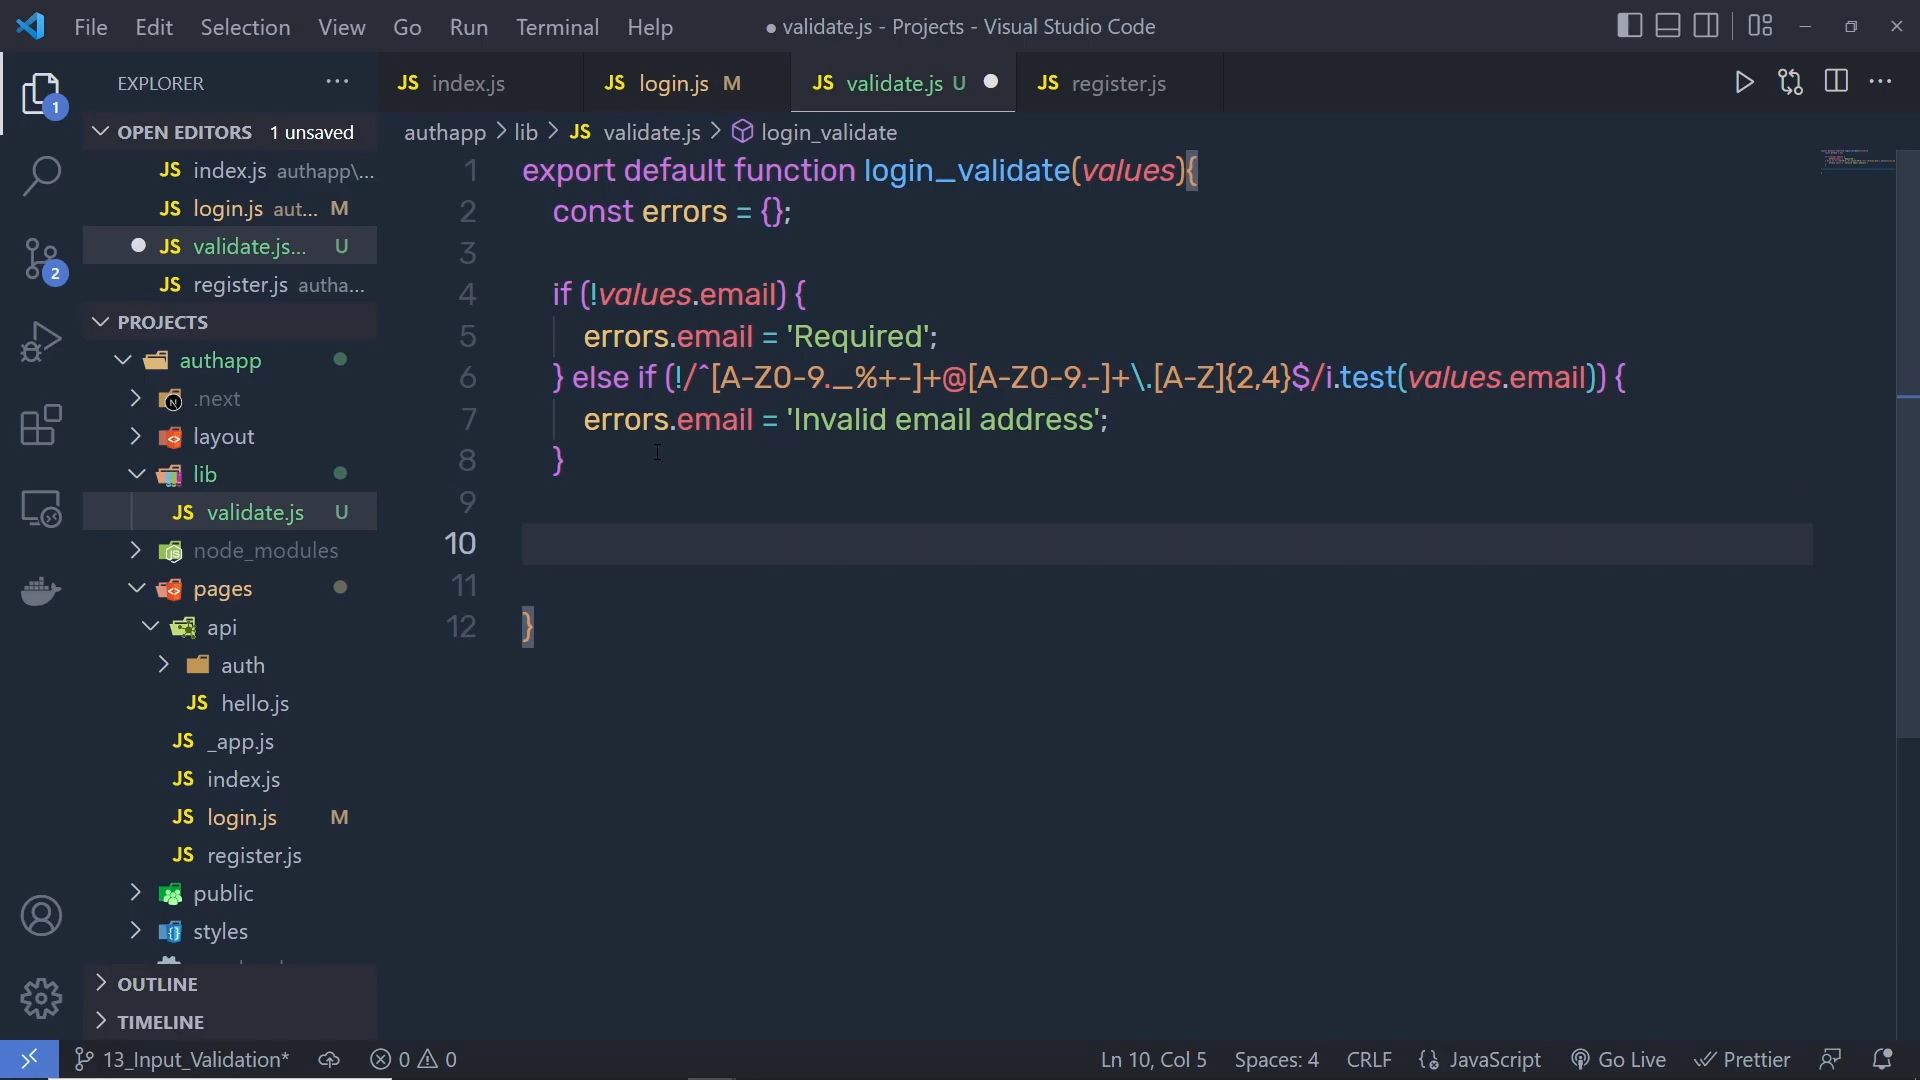 File Edit Selection View Go Run Terminal Help
● validate.js - Projects - Visual Studio Code
1
2
EXPLORER ...
OPEN EDITORS 1 unsaved
JS index.js authapp\...
JS login.js aut... M
● JS validate.js... U
JS register.js autha...
PROJECTS
authapp
.next
layout
lib
JS validate.js U
node_modules
pages
api
auth
JS hello.js
JS _app.js
JS index.js
JS login.js M
JS register.js
public
styles
OUTLINE
TIMELINE
JS index.js JS login.js M JS validate.js U ● JS register.js
authapp > lib > JS validate.js > login_validate
1 export default function login_validate(values){
2 const errors = {};
3
4 if (!values.email) {
5 errors.email = 'Required';
6 } else if (!/^[A-Z0-9._%+-]+@[A-Z0-9.-]+\.[A-Z]{2,4}$/i.test(values.email)) {
7 errors.email = 'Invalid email address';
8 }
9
10
11
12 }
13_Input_Validation* 0 0 Ln 10, Col 5 Spaces: 4 CRLF JavaScript Go Live Prettier